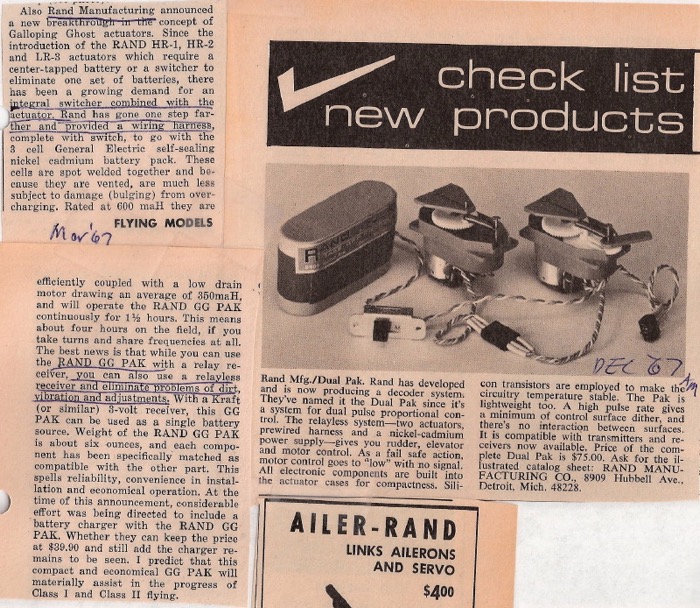 Also Rand Manufacturing announced
a new breakthrough in the concept of
Galloping Ghost actuators. Since the
introduction of the RAND HR-1, HR-2
and LR-3 actuators which require a
center-tapped battery or a switcher to
eliminate one set of batteries, there
has been a growing demand for an
integral switcher combined with the
actuator. Rand has gone one step far-
ther and provided a wiring harness,
complete with switch, to go with the
3 cell General Electric self-sealing
nickel cadmium battery pack. These
cells are spot welded together and be-
cause they are vented, are much less
subject to damage (bulging) from over-
charging. Rated at 600 maH they are
FLYING MODELS
Mar '67
efficiently coupled with a low drain
motor drawing an average of 350maH,
and will operate the RAND GG PAK
continuously for 1½ hours. This means
about four hours on the field, if you
take turns and share frequencies at all.
The best news is that while you can use
the RAND GG PAK with a relay re-
ceiver, you can also use a relayless
receiver and eliminate problems of dirt,
vibration and adjustments. With a Kraft
(or similar) 3-volt receiver, this GG
PAK can be used as a single battery
source. Weight of the RAND GG PAK
is about six ounces, and each compo-
nent has been specifically matched as
compatible with the other part. This
spells reliability, convenience in instal-
lation and economical operation. At the
time of this announcement, considerable
effort was being directed to include a
battery charger with the RAND GG
PAK. Whether they can keep the price
at $39.90 and still add the charger re-
mains to be seen. I predict that this
compact and economical GG PAK will
materially assist in the progress of
Class I and Class II flying.
check list
new products
RAND
DEC '67
Rand Mfg./Dual Pak. Rand has developed
and is now producing a decoder system.
They've named it the Dual Pak since it's
a system for dual pulse proportional con-
trol. The relayless system—two actuators,
prewired harness and a nickel-cadmium
power supply—gives you rudder, elevator
and motor control. As a fail safe action,
motor control goes to "low" with no signal.
All electronic components are built into
the actuator cases for compactness. Sili-
con transistors are employed to make the
circuitry temperature stable. The Pak is
lightweight too. A high pulse rate gives
a minimum of control surface dither, and
there's no interaction between surfaces.
It is compatible with transmitters and re-
ceivers now available. Price of the com-
plete Dual Pak is $75.00. Ask for the il-
lustrated catalog sheet: RAND MANU-
FACTURING CO., 8909 Hubbell Ave.,
Detroit, Mich. 48228.
AILER-RAND
LINKS AILERONS
AND SERVO
$4.00